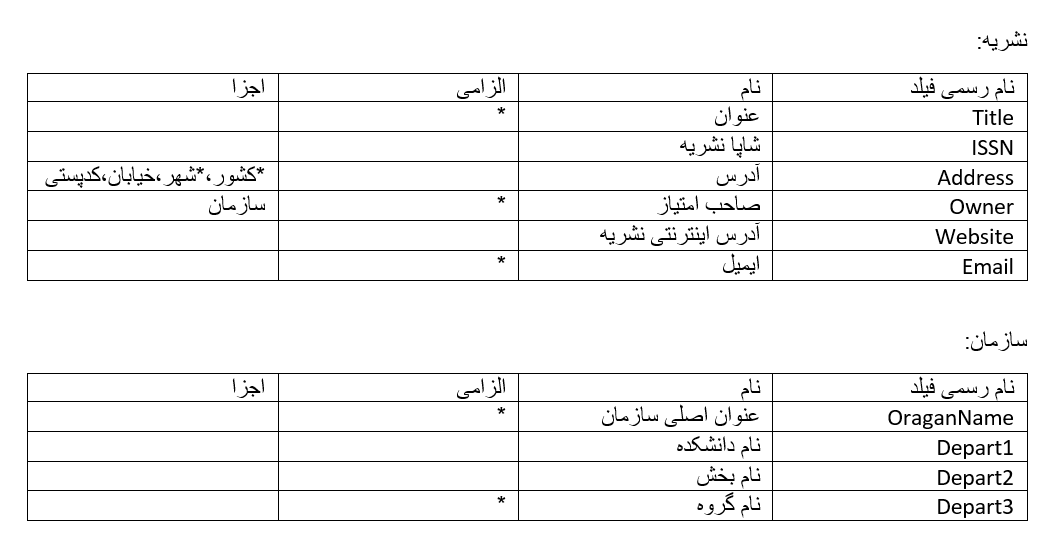 نشریه:
نام رسمی فیلد نام الزامی اجزا
Title عنوان *
ISSN شاپا نشریه
Address آدرس *کشور،*شهر،خیابان،کدپستی
Owner صاحب امتیاز * سازمان
Website آدرس اینترنتی نشریه
Email ایمیل *
سازمان:
نام رسمی فیلد نام الزامی اجزا
OraganName عنوان اصلی سازمان *
Depart1 نام دانشکده
Depart2 نام بخش
Depart3 نام گروه *